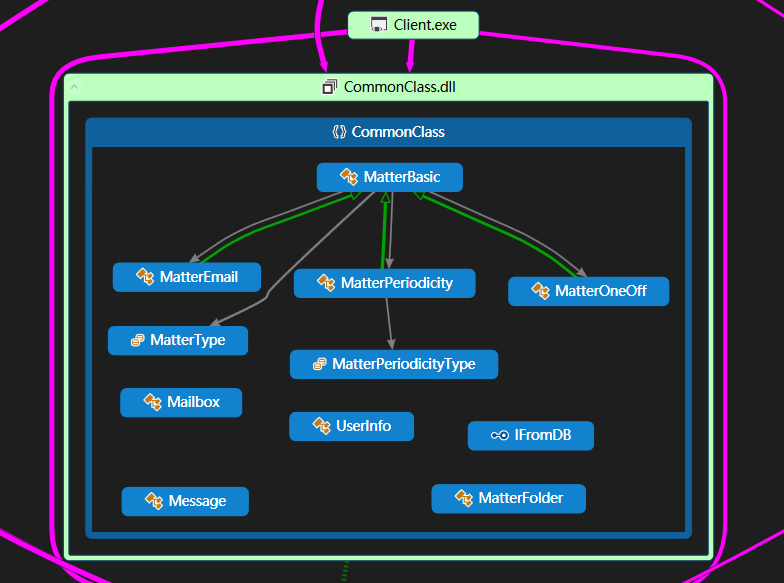 Client.exe
CommonClass.dll
CommonClass
MatterBasic
MatterEmail
MatterPeriodicity
MatterOneOff
MatterType
MatterPeriodicityType
Mailbox
UserInfo
IFromDB
Message
MatterFolder